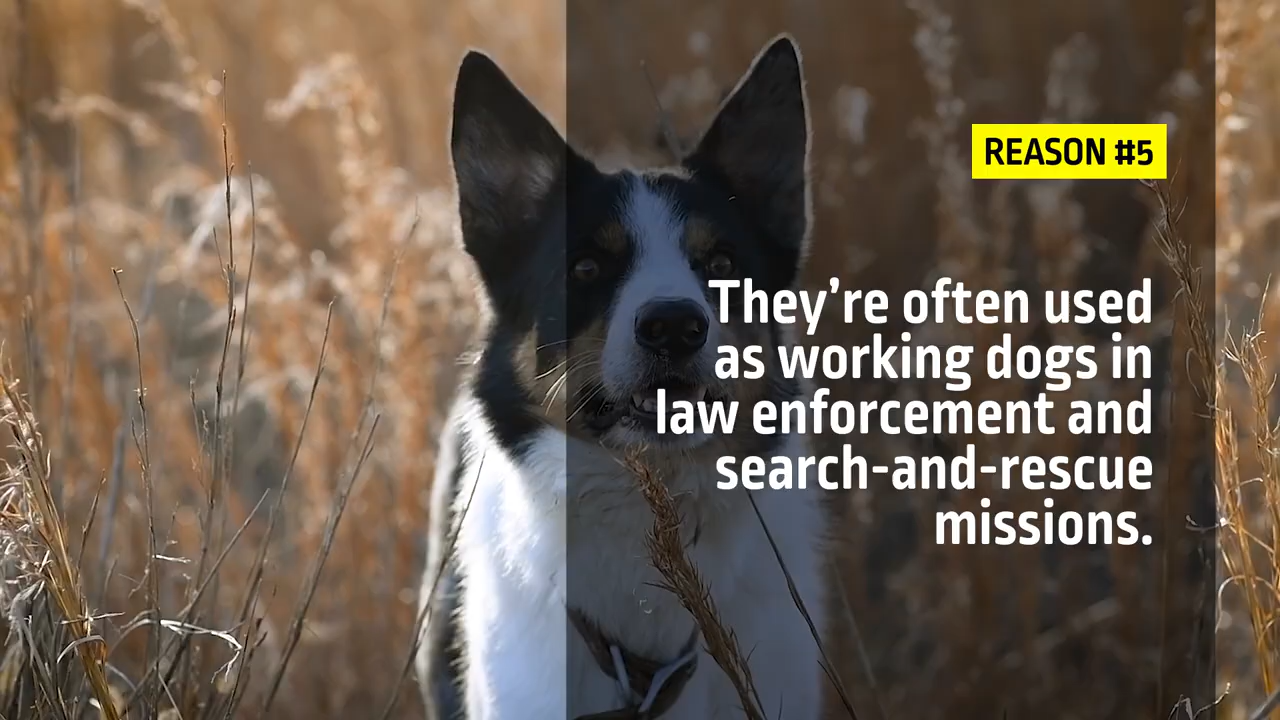 REASON #5
They’re often used
as working dogs in
law enforcement and
search-and-rescue
missions.